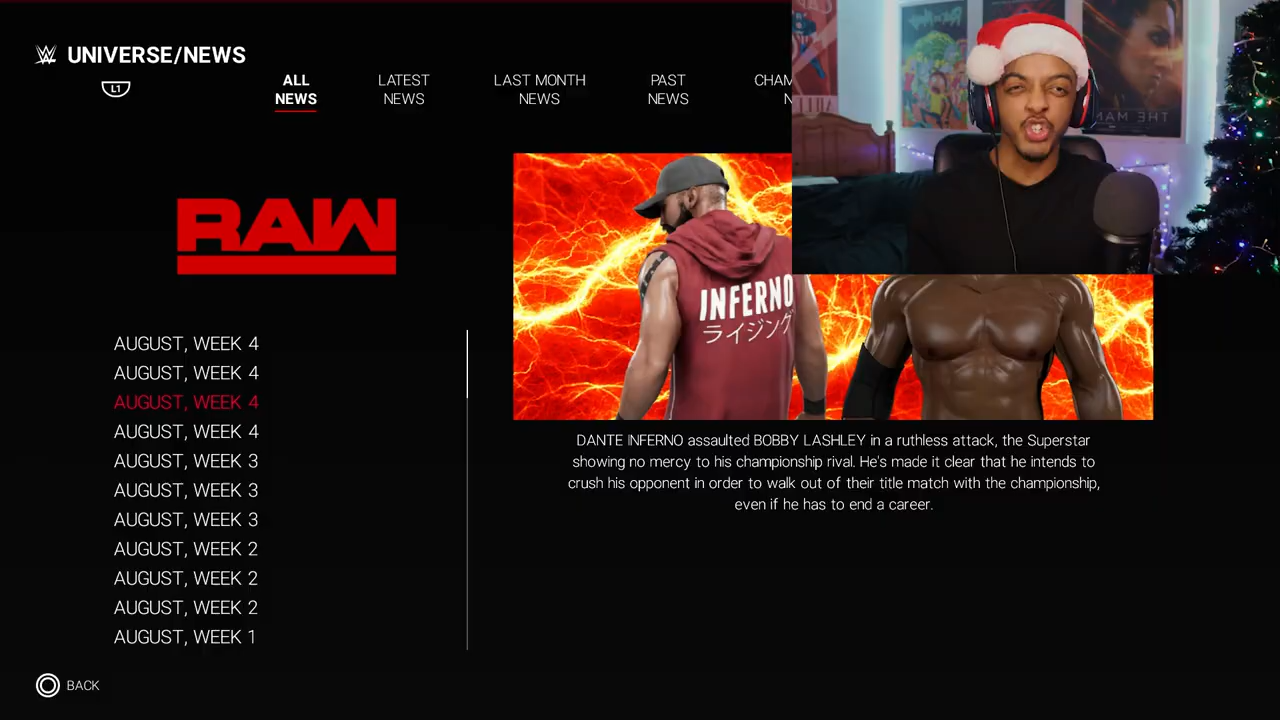 UNIVERSE/NEWS
L1
ALL
NEWS
LATEST
NEWS
LAST MONTH
NEWS
PAST
NEWS
CHAM
N
RAW
INFERNO
ライジング
THE MAN
AUGUST, WEEK 4
AUGUST, WEEK 4
AUGUST, WEEK 4
AUGUST, WEEK 4
AUGUST, WEEK 3
AUGUST, WEEK 3
AUGUST, WEEK 3
AUGUST, WEEK 2
AUGUST, WEEK 2
AUGUST, WEEK 2
AUGUST, WEEK 1
DANTE INFERNO assaulted BOBBY LASHLEY in a ruthless attack, the Superstar
showing no mercy to his championship rival. He's made it clear that he intends to
crush his opponent in order to walk out of their title match with the championship,
even if he has to end a career.
BACK